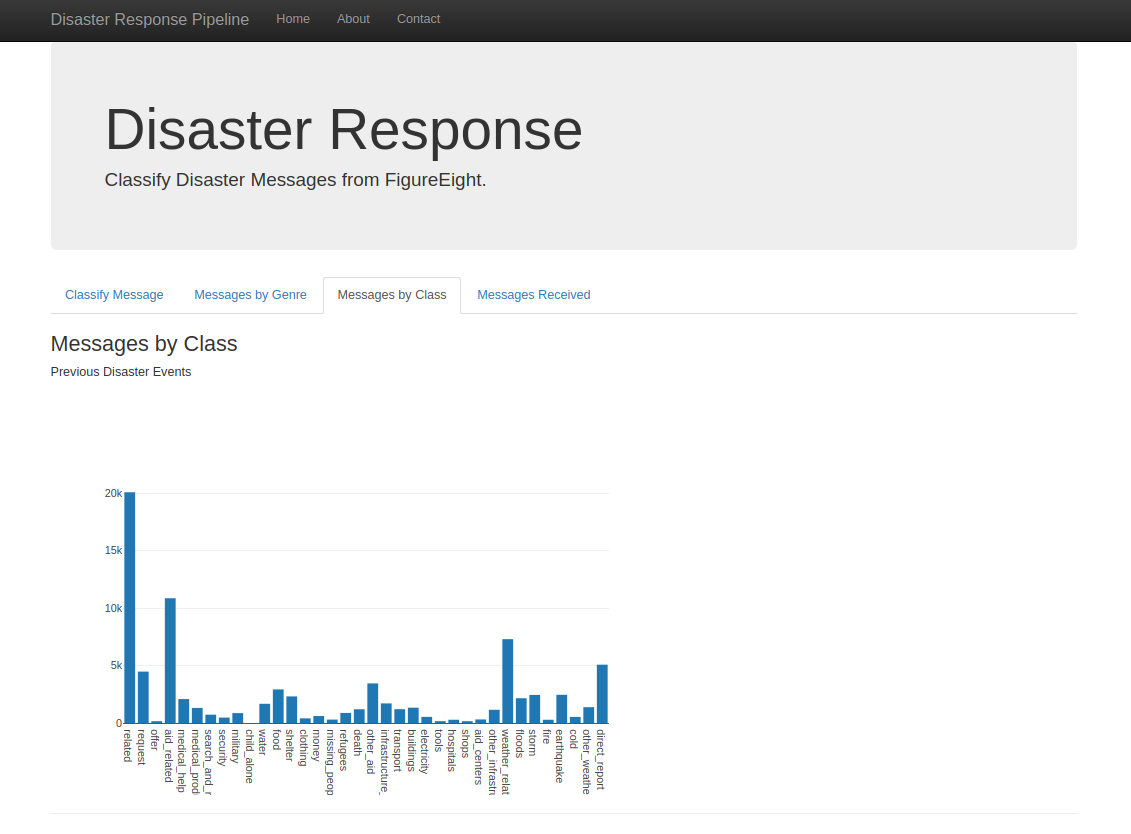 Disaster Response Pipeline Home About Contact
Disaster Response
Classify Disaster Messages from FigureEight.
Classify Message Messages by Genre Messages by Class Messages Received
Messages by Class
Previous Disaster Events
20k
15k
10k
5k
0
related
request
offer
aid_related
medical_help
medical_prod
search_and_r
security
military
child_alone
water
food
shelter
clothing
money
missing_peop
refugees
death
other_aid
infrastructure_
transport
buildings
electricity
tools
hospitals
shops
aid_centers
other_infrastn
weather_relat
floods
storm
fire
earthquake
cold
other_weathe
direct_report